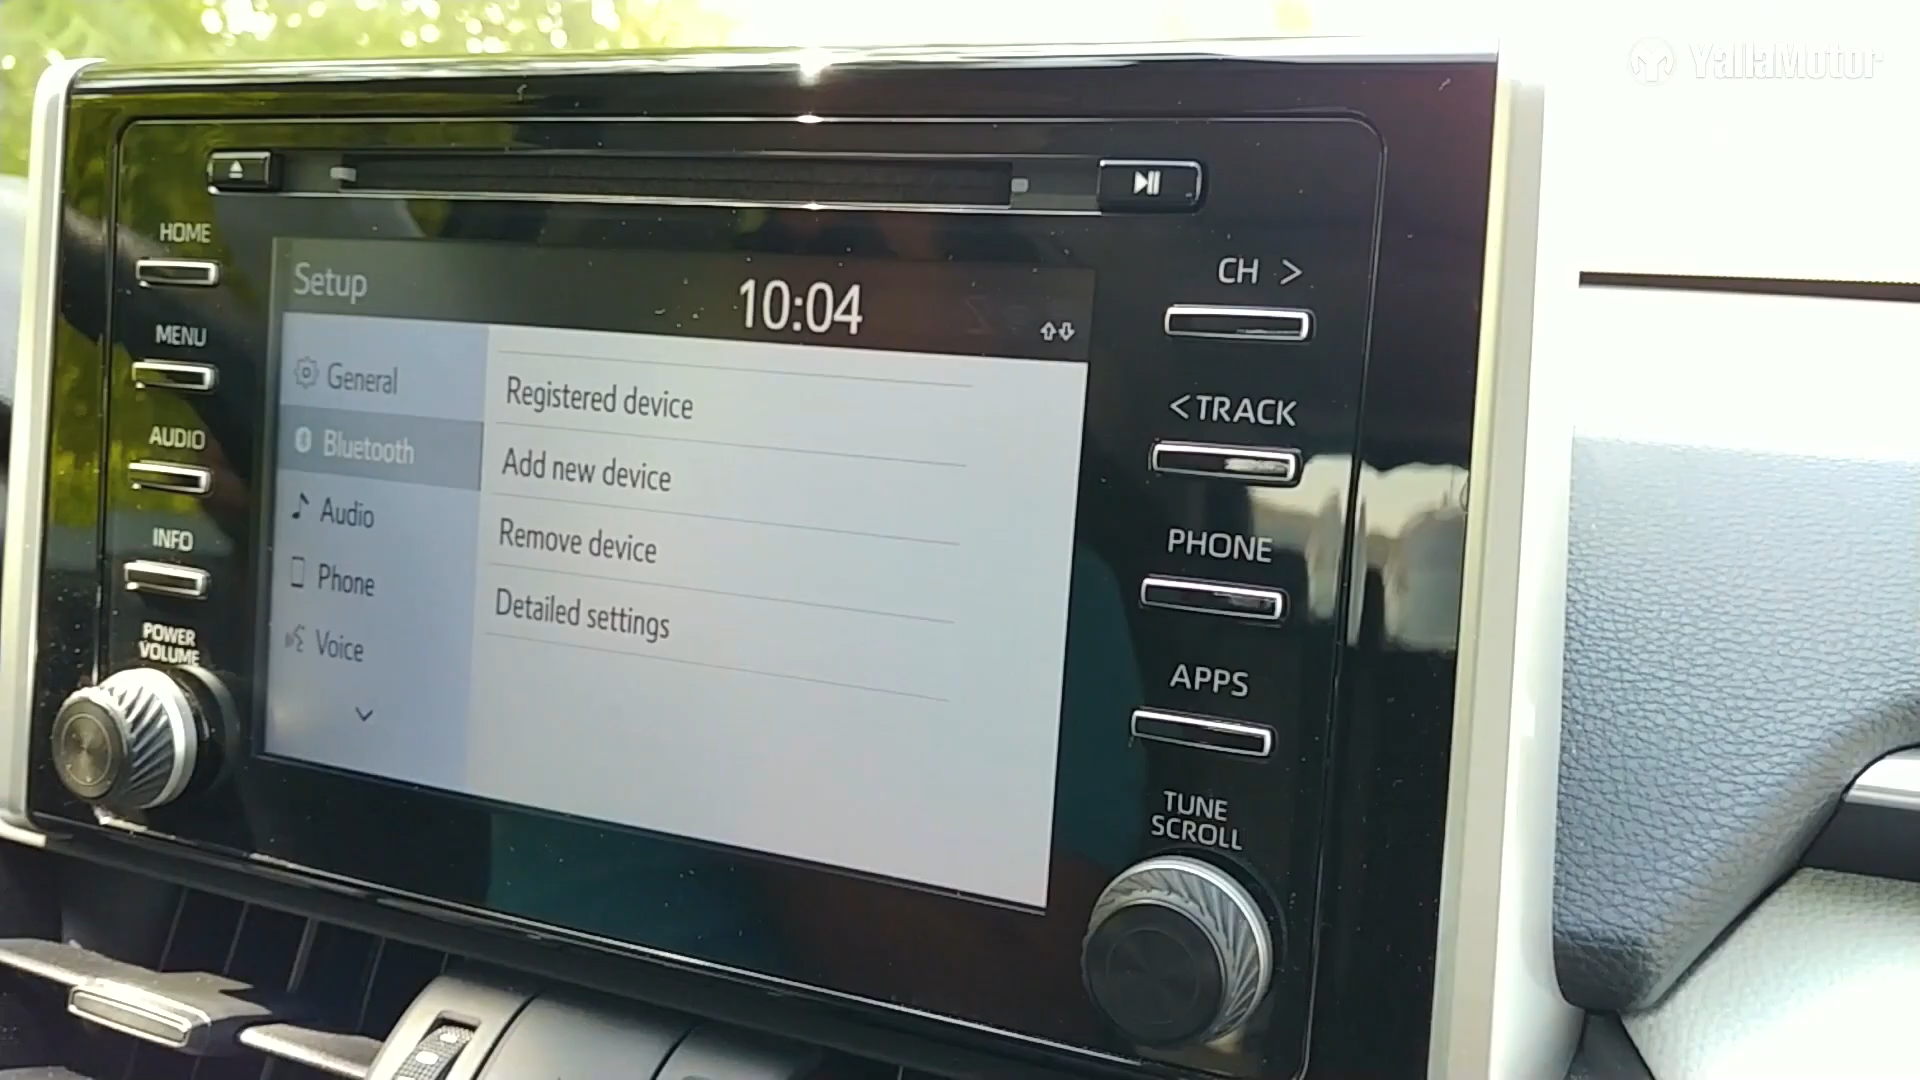 YallaMotor
HOME
MENU
AUDIO
INFO
POWER
VOLUME
Setup
10:04
General
Bluetooth
Audio
Phone
Voice
Registered device
Add new device
Remove device
Detailed settings
CH >
< TRACK
PHONE
APPS
TUNE
SCROLL